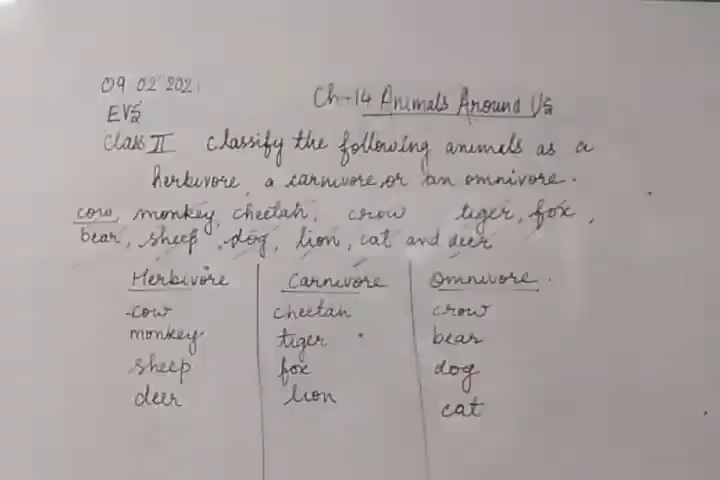 09 02 202
Ch-14 Animals Around Us
EVS
Class II classify the following animals as a
herbivore, a carnivore, or an omnivore.
cow, monkey, cheetah, crow tiger, fox,
bear, sheep, dog, lion, cat and deer
Herbivore Carnivore Omnivore.
cow cheetah crow
monkey tiger bear
sheep fox dog
deer lion cat